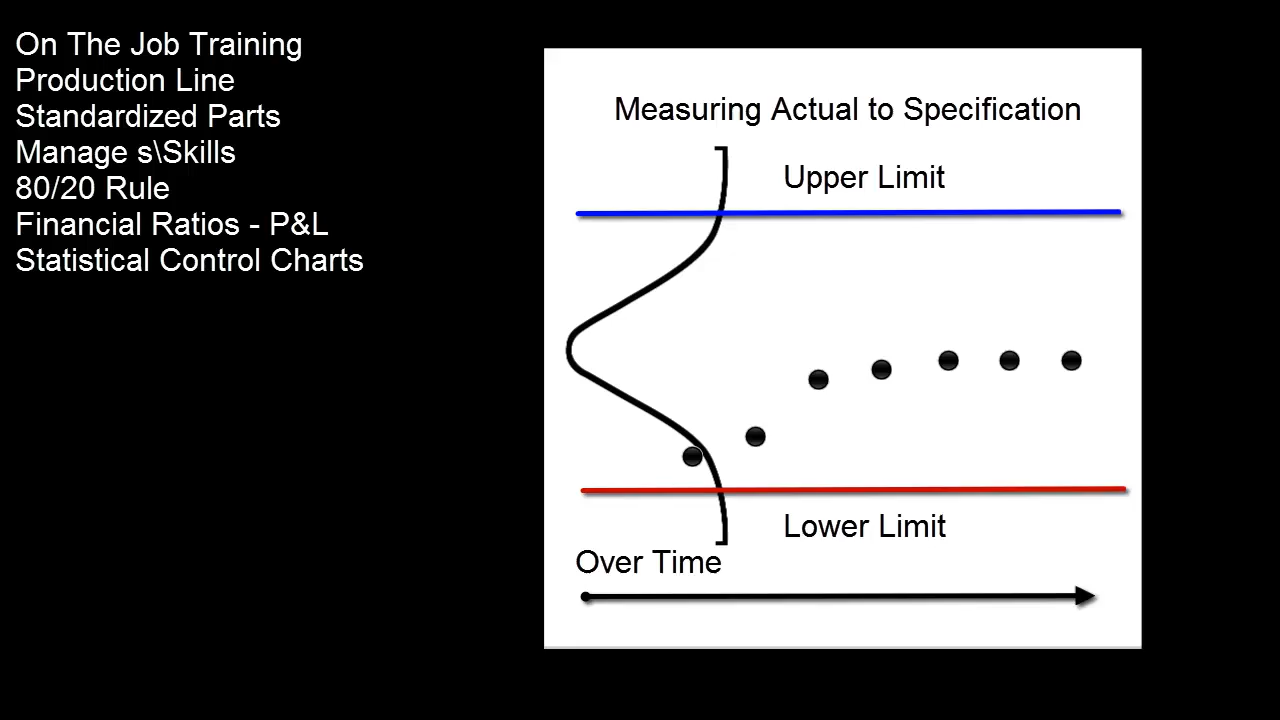 On The Job Training
Production Line
Standardized Parts
Manage s\Skills
80/20 Rule
Financial Ratios - P&L
Statistical Control Charts
Measuring Actual to Specification
Upper Limit
Lower Limit
Over Time